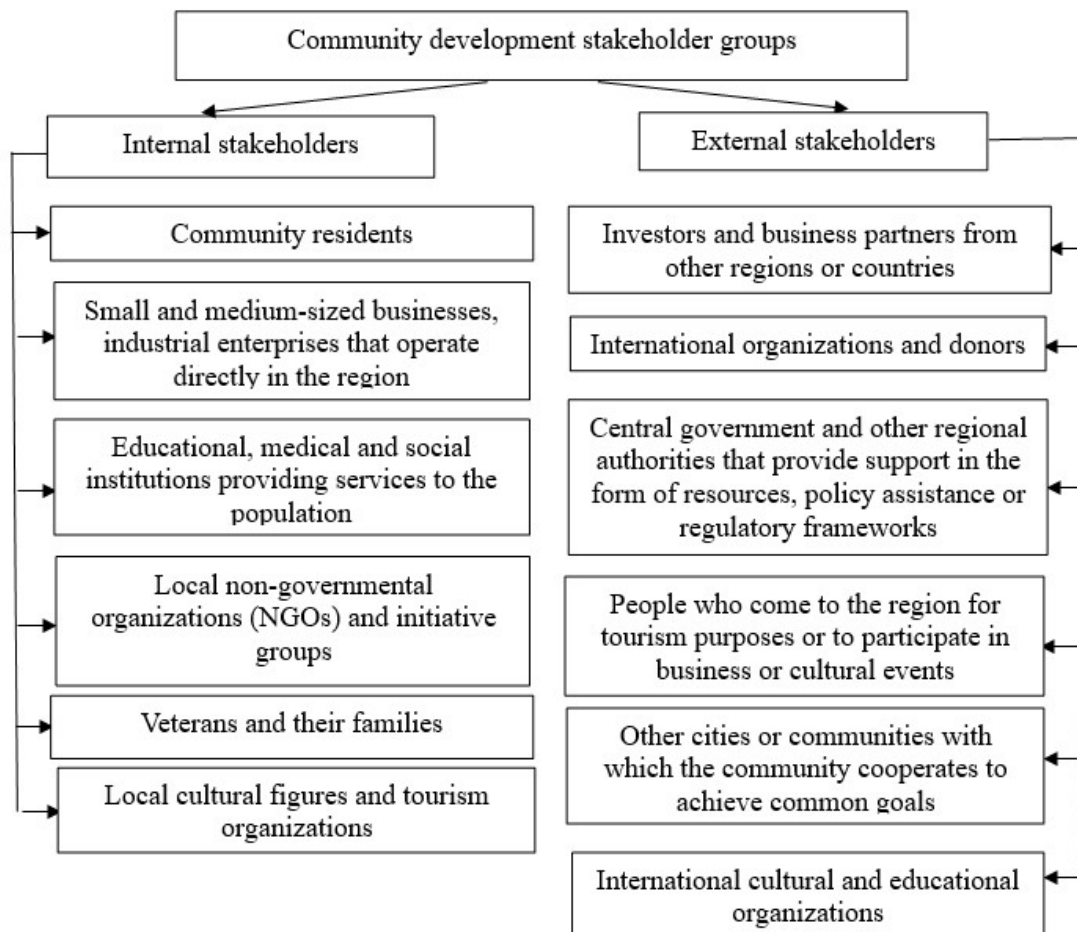 Community development stakeholder groups
Internal stakeholders
External stakeholders
Community residents
Small and medium-sized businesses,
industrial enterprises that operate
directly in the region
Educational, medical and social
institutions providing services to the
population
Local non-governmental
organizations (NGOs) and initiative
groups
Veterans and their families
Local cultural figures and tourism
organizations
Investors and business partners from
other regions or countries
International organizations and donors
Central government and other regional
authorities that provide support in the
form of resources, policy assistance or
regulatory frameworks
People who come to the region for
tourism purposes or to participate in
business or cultural events
Other cities or communities with
which the community cooperates to
achieve common goals
International cultural and educational
organizations